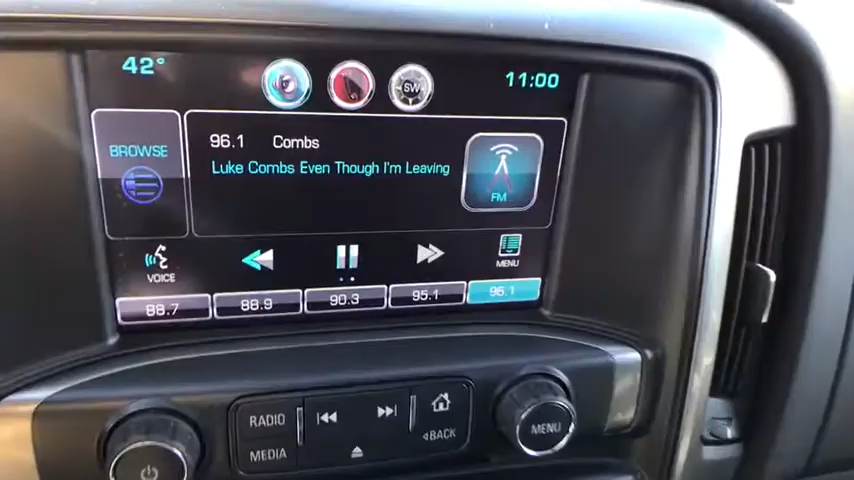 42°
SW
11:00
BROWSE
96.1 Combs
Luke Combs Even Though I'm Leaving
FM
VOICE
MENU
88.7 88.9 90.3 95.1 96.1
RADIO
MEDIA
BACK
MENU